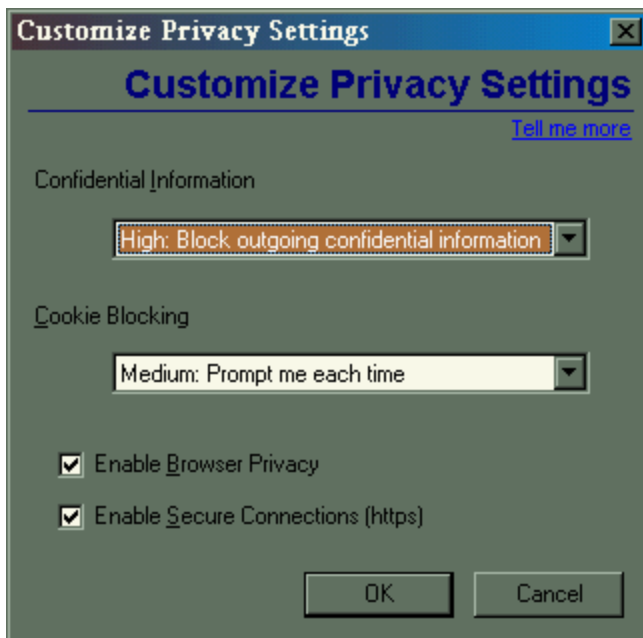 Customize Privacy Settings
Customize Privacy Settings
Tell me more
Confidential Information
High: Block outgoing confidential information
Cookie Blocking
Medium: Prompt me each time
Enable Browser Privacy
Enable Secure Connections (https)
OK Cancel